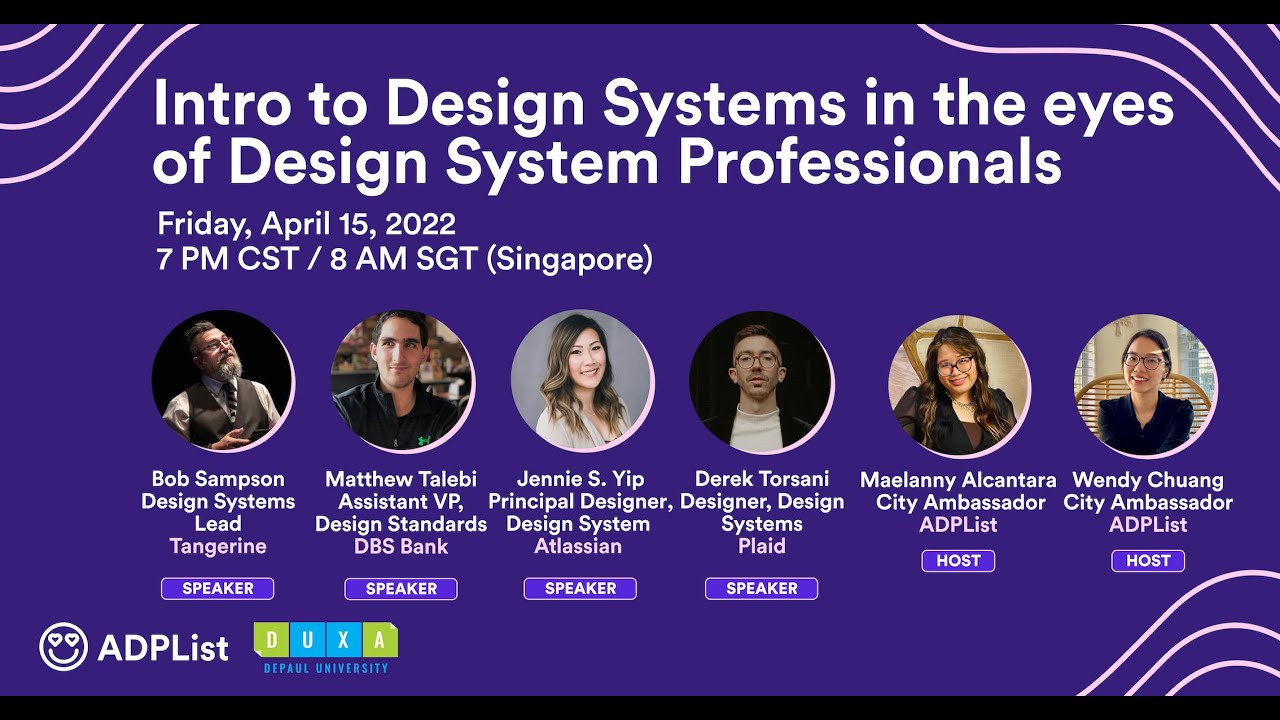 Intro to Design Systems in the eyes
of Design System Professionals
Friday, April 15, 2022
7 PM CST / 8 AM SGT (Singapore)
Bob Sampson
Design Systems
Lead
Tangerine
SPEAKER
Matthew Talebi
Assistant VP,
Design Standards
DBS Bank
SPEAKER
Jennie S. Yip
Principal Designer,
Design System
Atlassian
SPEAKER
Derek Torsani
Designer, Design
Systems
Plaid
SPEAKER
Maelanny Alcantara
City Ambassador
ADPList
HOST
Wendy Chuang
City Ambassador
ADPList
HOST
ADPList
DUXA
DEPAUL UNIVERSITY